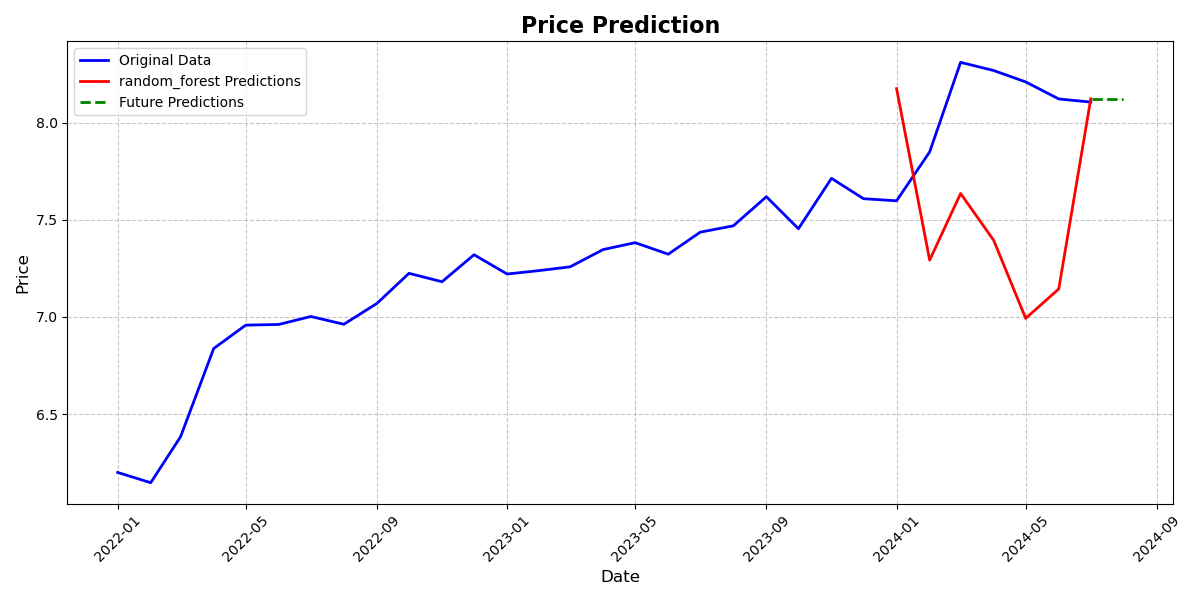 Price Prediction
Original Data
random_forest Predictions
Future Predictions
Price
8.0
7.5
7.0
6.5
2022-01
2022-05
2022-09
2023-01
2023-05
2023-09
2024-01
2024-05
2024-09
Date